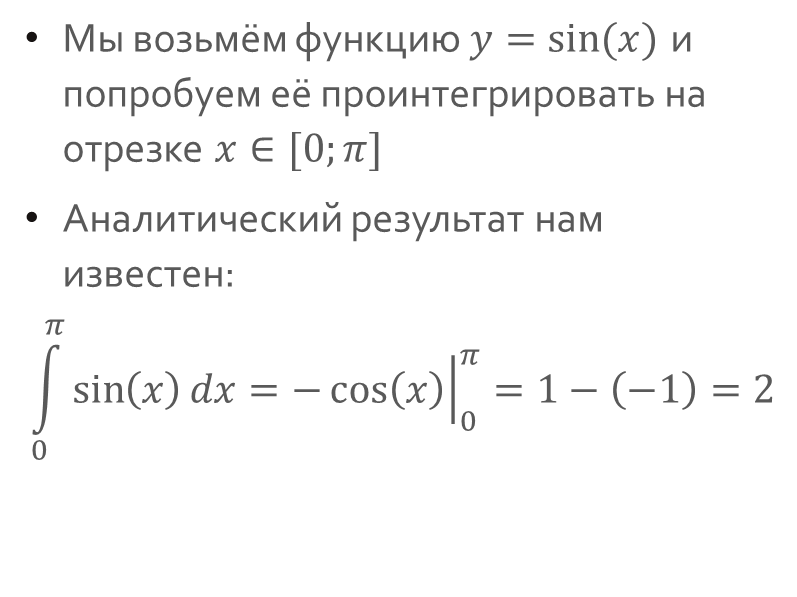 • Мы возьмём функцию 𝑦 = sin(𝑥) и
попробуем её проинтегрировать на
отрезке 𝑥 ∈ [0; 𝜋]
• Аналитический результат нам
известен:
𝜋
∫ sin(𝑥) 𝑑𝑥 = − cos(𝑥)|𝜋 = 1 − (−1) = 2
0 0